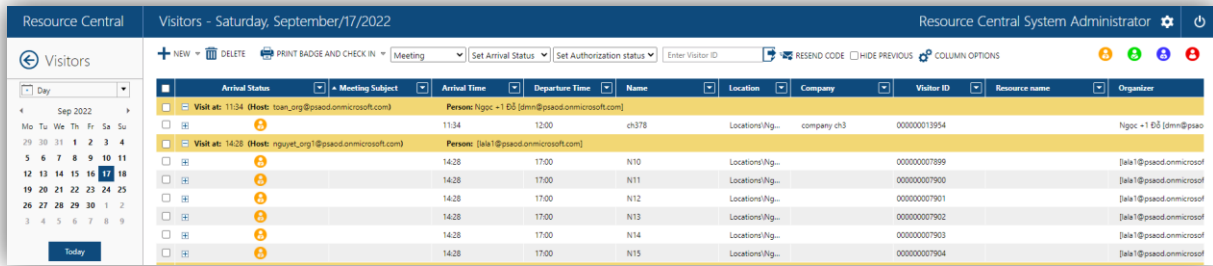 Resource Central Visitors - Saturday, September/17/2022 Resource Central System Administrator
Visitors NEW DELETE PRINT BADGE AND CHECK IN Meeting Set Arrival Status Set Authorization status Enter Visitor ID RESEND CODE HIDE PREVIOUS COLUMN OPTIONS
Day
Sep 2022
Mo Tu We Th Fr Sa Su
29 30 31 1 2 3 4
5 6 7 8 9 10 11
12 13 14 15 16 17 18
19 20 21 22 23 24 25
26 27 28 29 30 1 2
3 4 5 6 7 8 9
Today
Arrival Status Meeting Subject Arrival Time Departure Time Name Location Company Visitor ID Resource name Organizer
Visit at: 11:34 (Host: toan_org@psaod.onmicrosoft.com) Person: Ngọc +1 Đỗ [dmn@psaod.onmicrosoft.com]
11:34 12:00 ch378 Locations\Ng... company ch3 000000013954 Ngọc +1 Đỗ [dmn@psao
Visit at: 14:28 (Host: nguyet_org1@psaod.onmicrosoft.com) Person: [lala1@psaod.onmicrosoft.com]
14:28 17:00 N10 Locations\Ng... 000000007899 [lala1@psaod.onmicrosof
14:28 17:00 N11 Locations\Ng... 000000007900 [lala1@psaod.onmicrosof
14:28 17:00 N12 Locations\Ng... 000000007901 [lala1@psaod.onmicrosof
14:28 17:00 N13 Locations\Ng... 000000007902 [lala1@psaod.onmicrosof
14:28 17:00 N14 Locations\Ng... 000000007903 [lala1@psaod.onmicrosof
14:28 17:00 N15 Locations\Ng... 000000007904 [lala1@psaod.onmicrosof